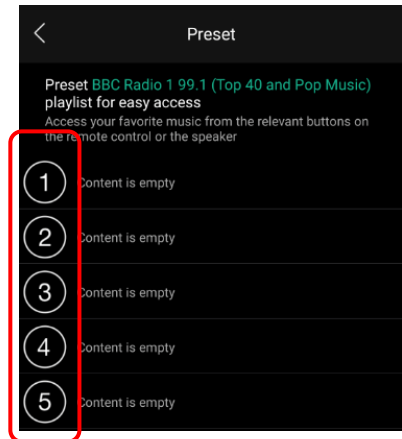 Preset
Preset BBC Radio 1 99.1 (Top 40 and Pop Music)
playlist for easy access
Access your favorite music from the relevant buttons on
the remote control or the speaker
1 Content is empty
2 Content is empty
3 Content is empty
4 Content is empty
5 Content is empty